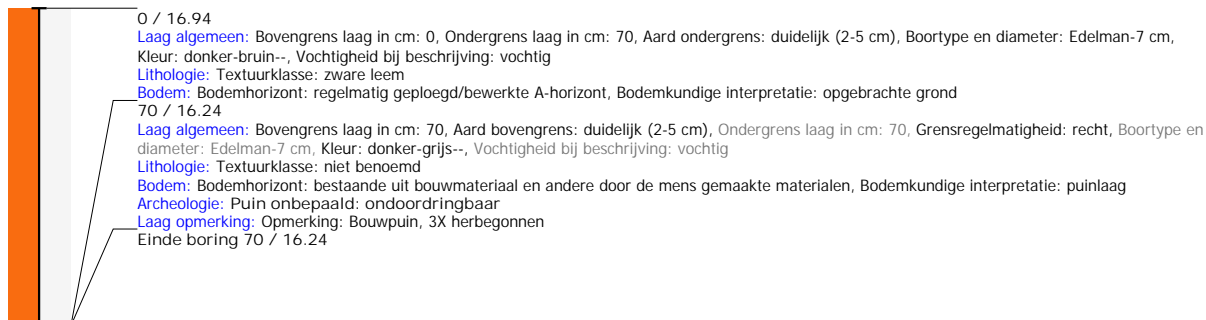 0 / 16.94
Laag algemeen: Bovengrens laag in cm: 0, Ondergrens laag in cm: 70, Aard ondergrens: duidelijk (2-5 cm), Boortype en diameter: Edelman-7 cm,
Kleur: donker-bruin--, Vochtigheid bij beschrijving: vochtig
Lithologie: Textuurklasse: zware leem
Bodem: Bodemhorizont: regelmatig geploegd/bewerkte A-horizont, Bodemkundige interpretatie: opgebrachte grond
70 / 16.24
Laag algemeen: Bovengrens laag in cm: 70, Aard bovengrens: duidelijk (2-5 cm), Ondergrens laag in cm: 70, Grensregelmatigheid: recht, Boortype en
diameter: Edelman-7 cm, Kleur: donker-grijs--, Vochtigheid bij beschrijving: vochtig
Lithologie: Textuurklasse: niet benoemd
Bodem: Bodemhorizont: bestaande uit bouwmateriaal en andere door de mens gemaakte materialen, Bodemkundige interpretatie: puinlaag
Archeologie: Puin onbepaald: ondoordringbaar
Laag opmerking: Opmerking: Bouwpuin, 3X herbegonnen
Einde boring 70 / 16.24